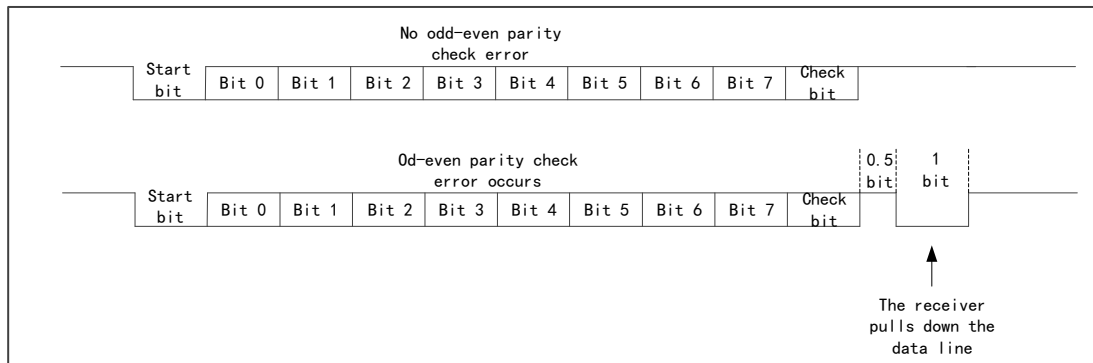 No odd-even parity
check error
Start
bit
Bit 0 Bit 1 Bit 2 Bit 3 Bit 4 Bit 5 Bit 6 Bit 7
Check
bit
Od-even parity check
error occurs
0.5
bit
1
bit
Start
bit
Bit 0 Bit 1 Bit 2 Bit 3 Bit 4 Bit 5 Bit 6 Bit 7
Check
bit
The receiver
pulls down the
data line